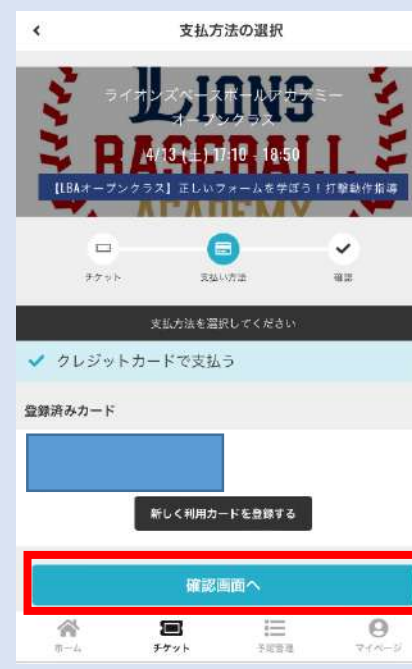 支払方法の選択
LIONS
ライオンズベースボールアカデミー
オープンクラス
BASEBALL
4/13 (土) 17:10 - 18:50
【LBAオープンクラス】正しいフォームを学ぼう！打撃動作指導
ACADEMY
チケット
支払い方法
確認
支払方法を選択してください
クレジットカードで支払う
登録済みカード
新しく利用カードを登録する
確認画面へ
ホーム
チケット
予定管理
マイページ